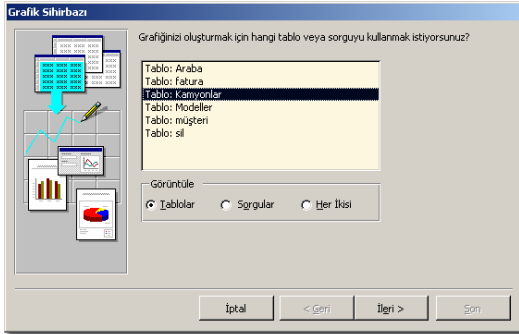 Grafik Sihirbazı
Grafiğinizi oluşturmak için hangi tablo veya sorguyu kullanmak istiyorsunuz?
Tablo: Araba
Tablo: fatura
Tablo: Kamyonlar
Tablo: Modeller
Tablo: müşteri
Tablo: sil
Görüntüle
Tablolar Sorgular Her İkisi
İptal < Geri İleri > Son